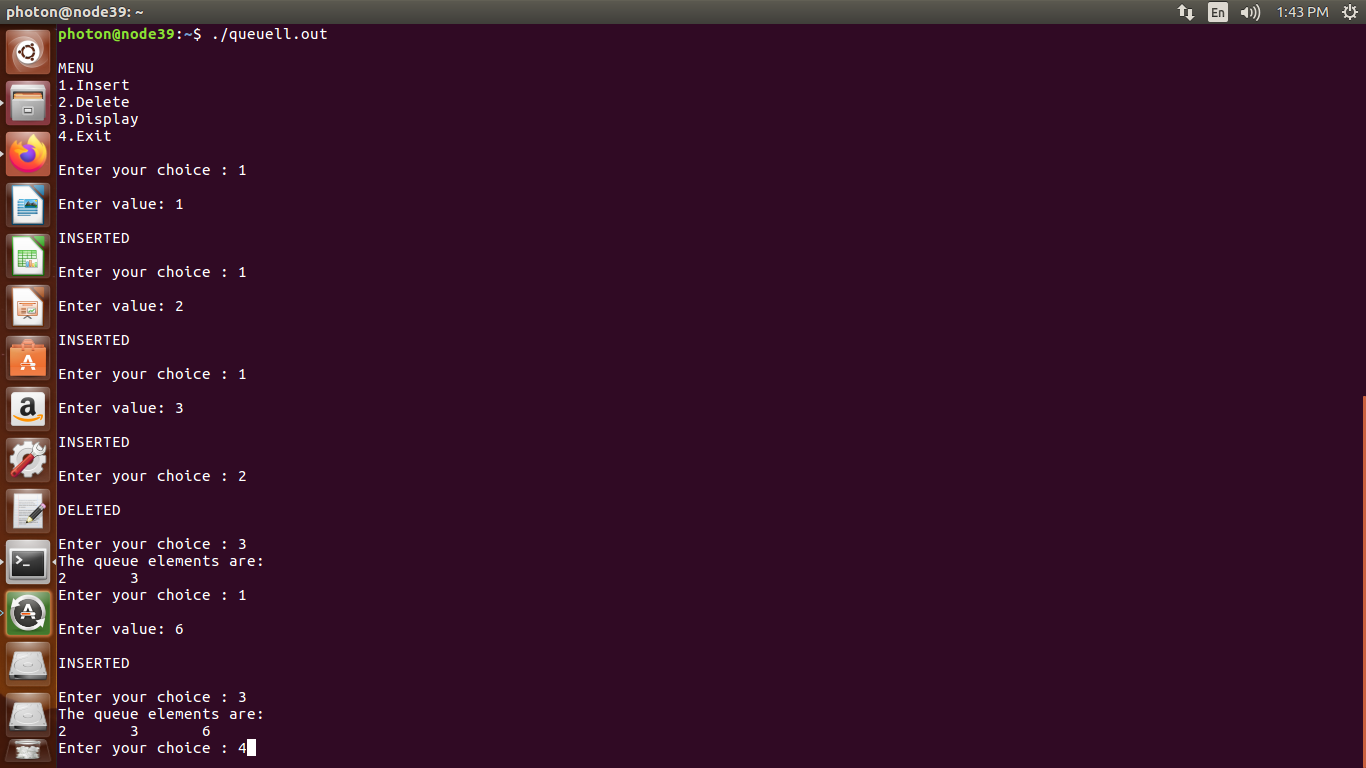 photon@node39: ~
En
1:43 PM
photon@node39:~$ ./queuell.out
MENU
1.Insert
2.Delete
3.Display
4.Exit
Enter your choice : 1
Enter value: 1
INSERTED
Enter your choice : 1
Enter value: 2
INSERTED
Enter your choice : 1
Enter value: 3
INSERTED
Enter your choice : 2
DELETED
Enter your choice : 3
The queue elements are:
2        3
Enter your choice : 1
Enter value: 6
INSERTED
Enter your choice : 3
The queue elements are:
2        3        6
Enter your choice : 4